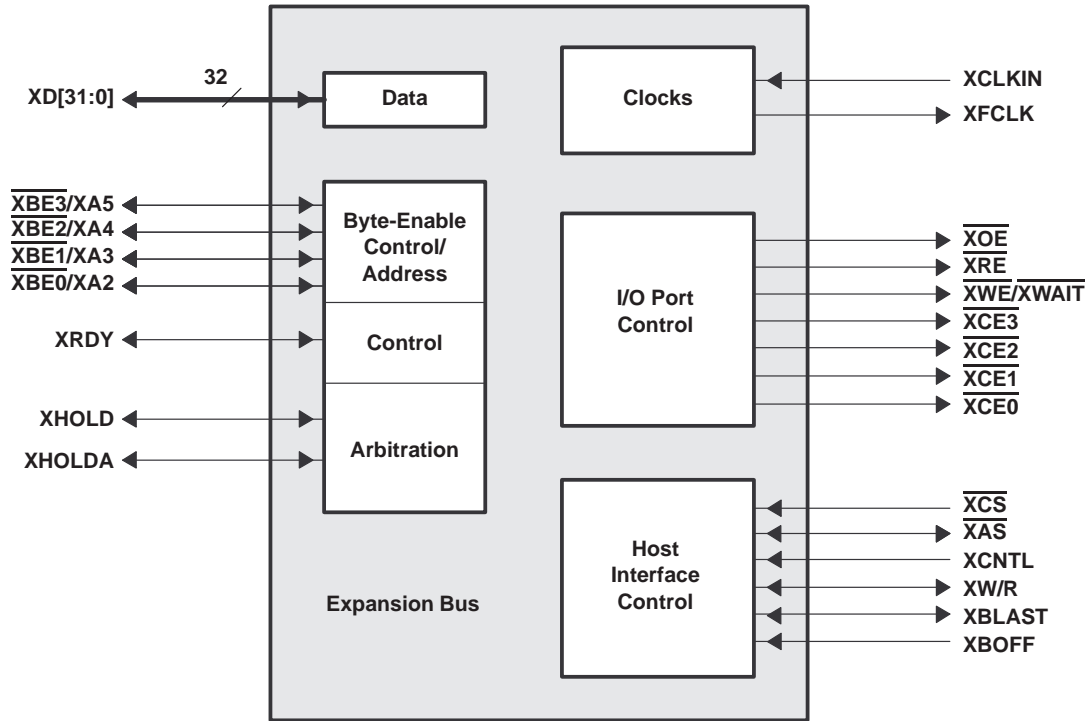 32
XD[31:0]
Data
Clocks
XCLKIN
XFCLK
XBE3/XA5
XBE2/XA4
XBE1/XA3
XBE0/XA2
Byte-Enable
Control/
Address
XRDY
Control
XHOLD
XHOLDA
Arbitration
I/O Port
Control
XOE
XRE
XWE/XWAIT
XCE3
XCE2
XCE1
XCE0
Host
Interface
Control
XCS
XAS
XCNTL
XW/R
XBLAST
XBOFF
Expansion Bus